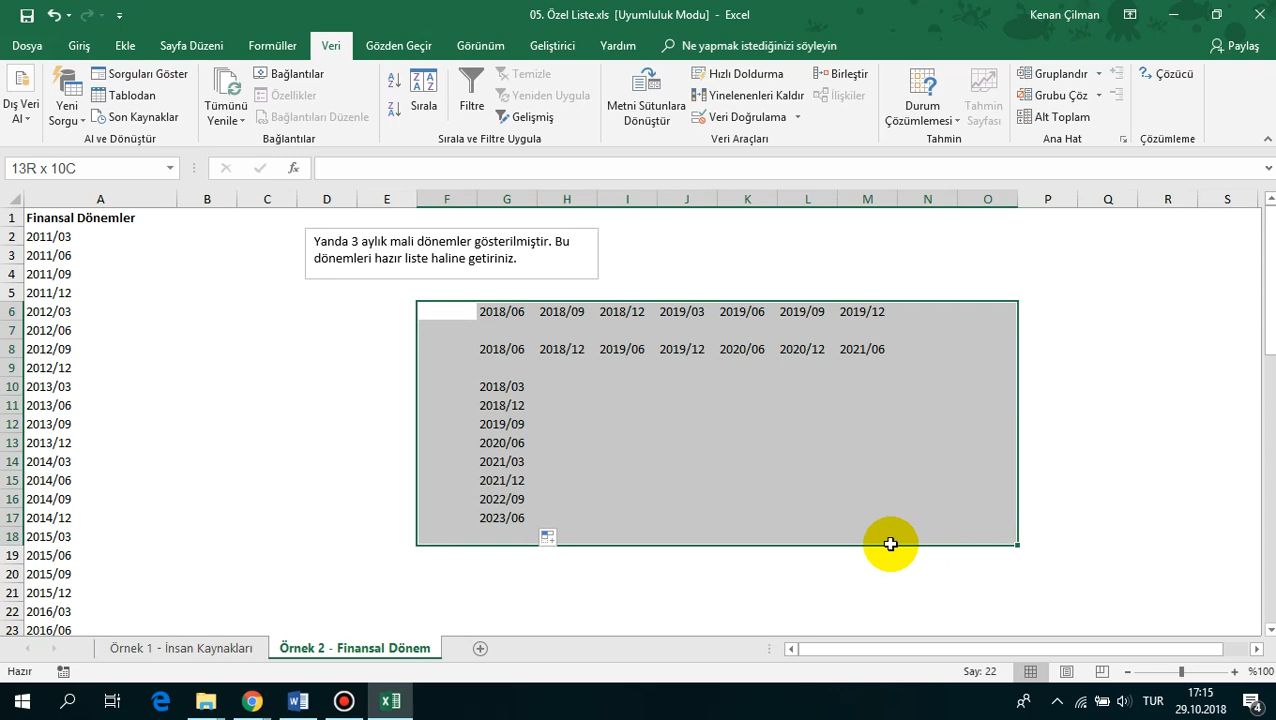 05. Özel Liste.xls [Uyumluluk Modu] - Excel
Kenan Çilman
Dosya Giriş Ekle Sayfa Düzeni Formüller Veri Gözden Geçir Görünüm Geliştirici Yardım Ne yapmak istediğinizi söyleyin Paylaş
Dış Veri Al
Yeni Sorgu
Sorguları Göster
Tablodan
Son Kaynaklar
Al ve Dönüştür
Tümünü Yenile
Bağlantılar
Özellikler
Bağlantıları Düzenle
Bağlantılar
Sırala
Filtre
Temizle
Yeniden Uygula
Gelişmiş
Sırala ve Filtre Uygula
Metni Sütunlara Dönüştür
Hızlı Doldurma
Yinelenenleri Kaldır
Veri Doğrulama
Birleştir
İlişkiler
Veri Araçları
Durum Çözümlemesi
Tahmin Sayfası
Tahmin
Gruplandır
Grubu Çöz
Alt Toplam
Ana Hat
Çözücü
Çözümleme
13R x 10C
fx
A B C D E F G H I J K L M N O P Q R S
1 Finansal Dönemler
2 2011/03
3 2011/06
4 2011/09
5 2011/12
Yanda 3 aylık mali dönemler gösterilmiştir. Bu
dönemleri hazır liste haline getiriniz.
6 2012/03 2018/06 2018/09 2018/12 2019/03 2019/06 2019/09 2019/12
7 2012/06
8 2012/09 2018/06 2018/12 2019/06 2019/12 2020/06 2020/12 2021/06
9 2012/12
10 2013/03 2018/03
11 2013/06 2018/12
12 2013/09 2019/09
13 2013/12 2020/06
14 2014/03 2021/03
15 2014/06 2021/12
16 2014/09 2022/09
17 2014/12 2023/06
18 2015/03
19 2015/06
20 2015/09
21 2015/12
22 2016/03
23 2016/06
Örnek 1 - İnsan Kaynakları Örnek 2 - Finansal Dönem
Hazır Say: 22 %100
TUR
17:15
29.10.2018
4